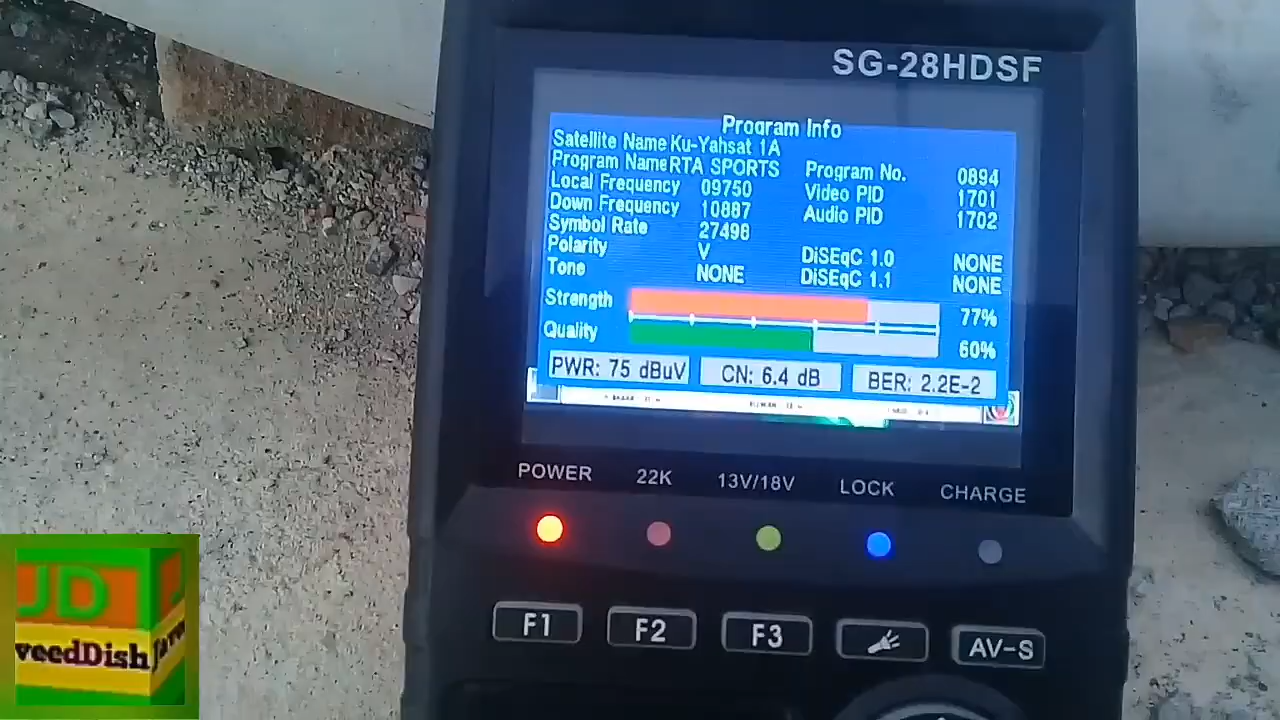 SG-28HDSF
Program Info
Satellite Name Ku-Yahsat 1A
Program Name RTA SPORTS Program No. 0894
Local Frequency 09750 Video PID 1701
Down Frequency 10887 Audio PID 1702
Symbol Rate 27498
Polarity V DiSEqC 1.0 NONE
Tone NONE DiSEqC 1.1 NONE
Strength 77%
Quality 60%
PWR: 75 dBuV CN: 6.4 dB BER: 2.2E-2
POWER 22K 13V/18V LOCK CHARGE
F1 F2 F3 AV-S
JD
veedDish